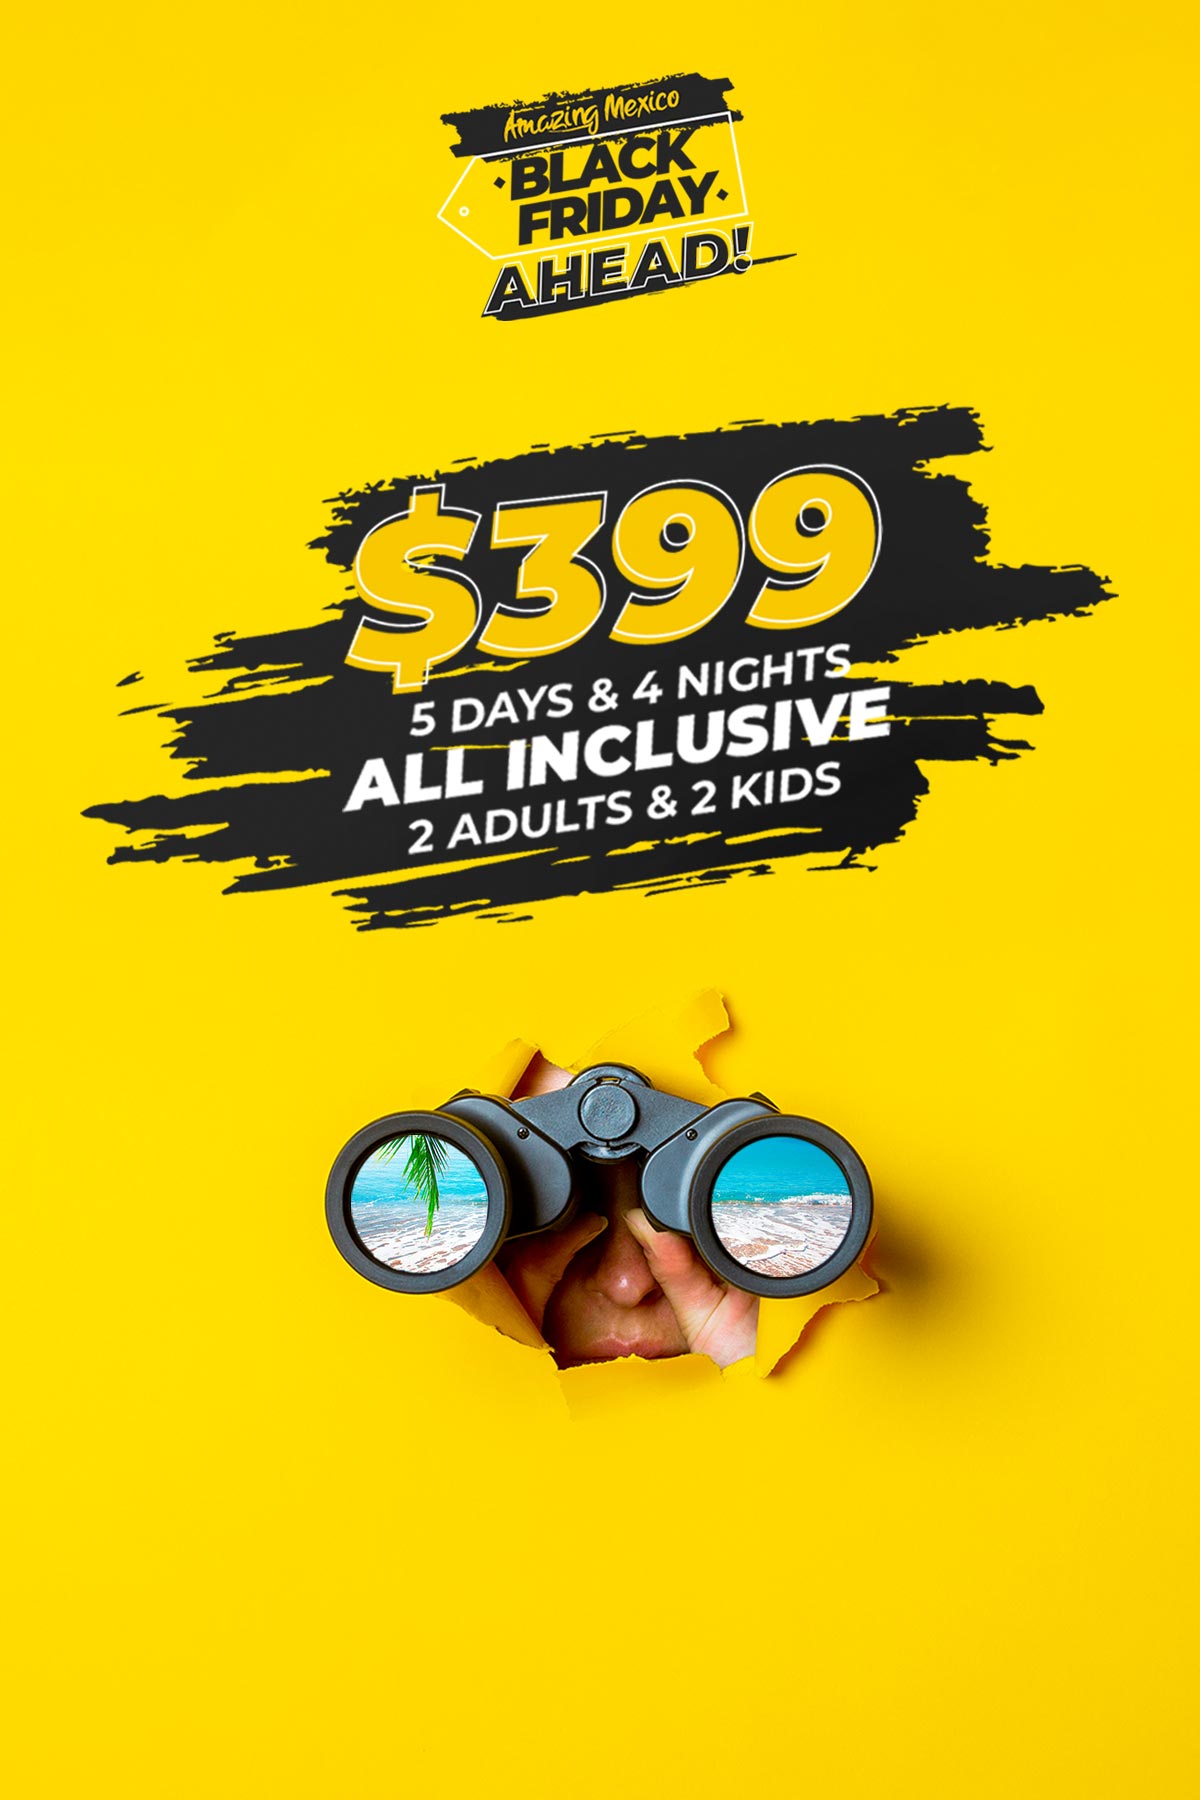 Amazing Mexico
BLACK
FRIDAY
AHEAD!
$399
5 DAYS & 4 NIGHTS
ALL INCLUSIVE
2 ADULTS & 2 KIDS